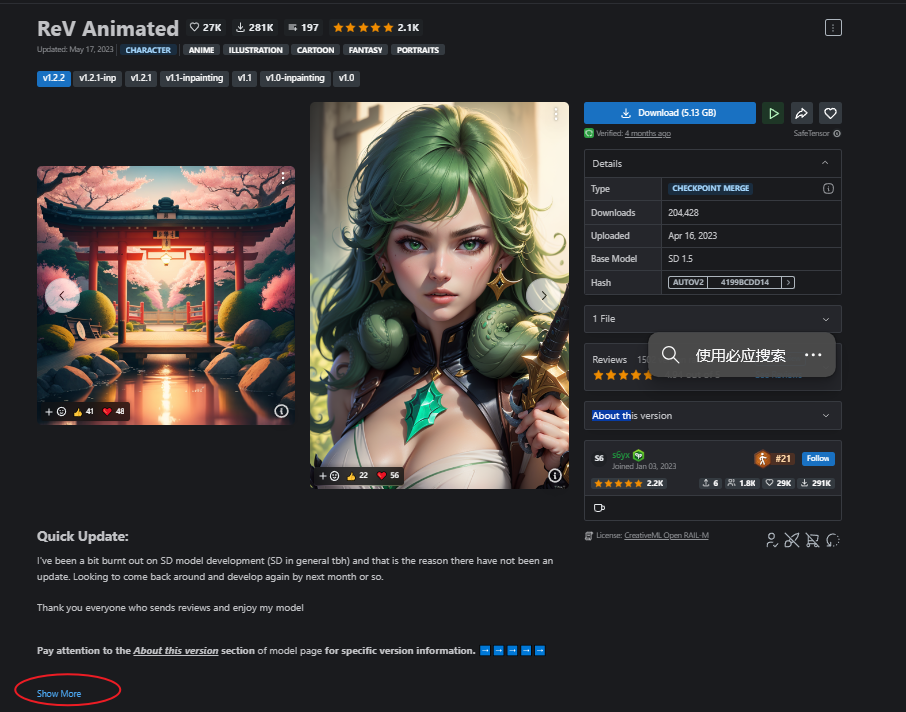 ReV Animated 27K 281K 197 2.1K
Updated: May 17, 2023 CHARACTER ANIME ILLUSTRATION CARTOON FANTASY PORTRAITS
v1.2.2 v1.2.1-inp v1.2.1 v1.1-inpainting v1.1 v1.0-inpainting v1.0
41 48
22 56
Download (5.13 GB)
Verified: 4 months ago SafeTensor
Details
Type CHECKPOINT MERGE
Downloads 204,428
Uploaded Apr 16, 2023
Base Model SD 1.5
Hash AUTOV2 4199BCDD14
1 File
Reviews
使用必应搜索
About this version
S6 s6yx #21 Follow
Joined Jan 03, 2023
2.2K 6 1.8K 29K 291K
License: CreativeML Open RAIL-M
Quick Update:
I've been a bit burnt out on SD model development (SD in general tbh) and that is the reason there have not been an
update. Looking to come back around and develop again by next month or so.
Thank you everyone who sends reviews and enjoy my model
Pay attention to the About this version section of model page for specific version information. ➡➡➡➡➡
Show More